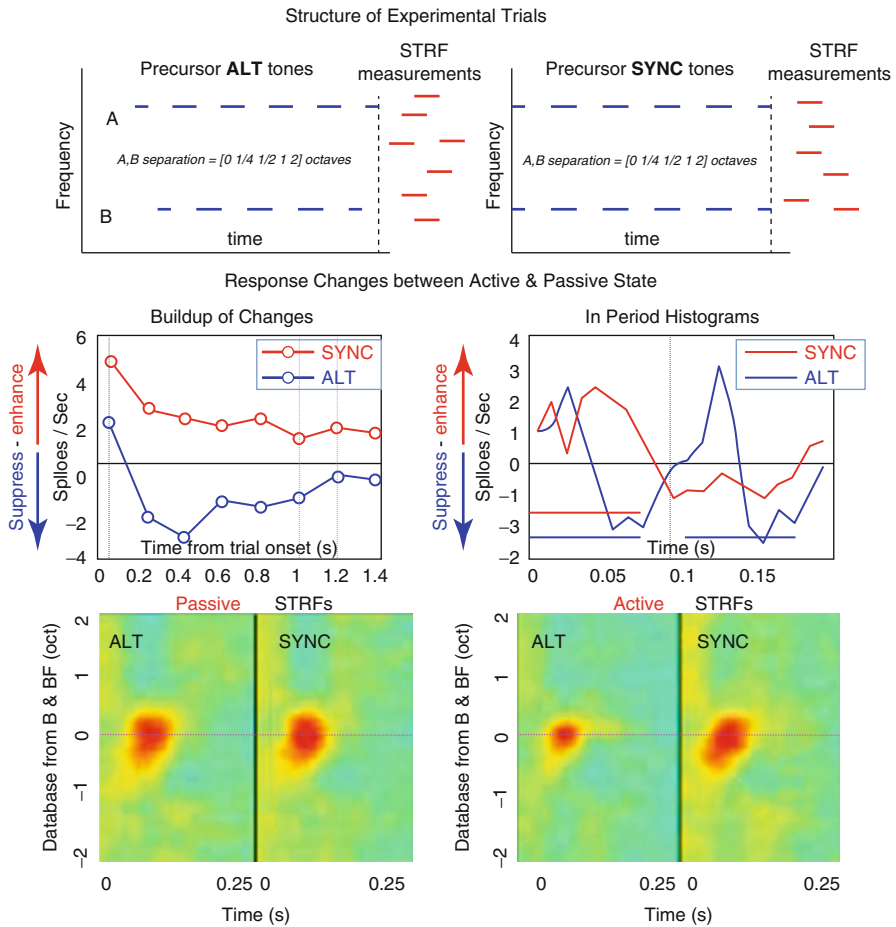 Structure of Experimental Trials
Precursor ALT tones
STRF
measurements
Precursor SYNC tones
STRF
measurements
Frequency
A
A,B separation = [0 1/4 1/2 1 2] octaves
B
time
Frequency
A,B separation = [0 1/4 1/2 1 2] octaves
time
Response Changes between Active & Passive State
Buildup of Changes
Suppress - enhance
Spiloes / Sec
6
4
2
0
−2
−4
SYNC
ALT
Time from trial onset (s)
0 0.2 0.4 0.6 0.8 1 1.2 1.4
In Period Histograms
Suppress - enhance
Spiloes / Sec
4
3
2
1
0
−1
−3
−2
SYNC
ALT
Time (s)
0 0.05 0.1 0.15
Passive STRFs
Database from B & BF (oct)
2
1
0
−1
−2
ALT
SYNC
0 0.25 0 0.25
Time (s)
Active STRFs
Database from B & BF (oct)
2
1
0
−1
−2
ALT
SYNC
0 0.25 0 0.25
Time (s)